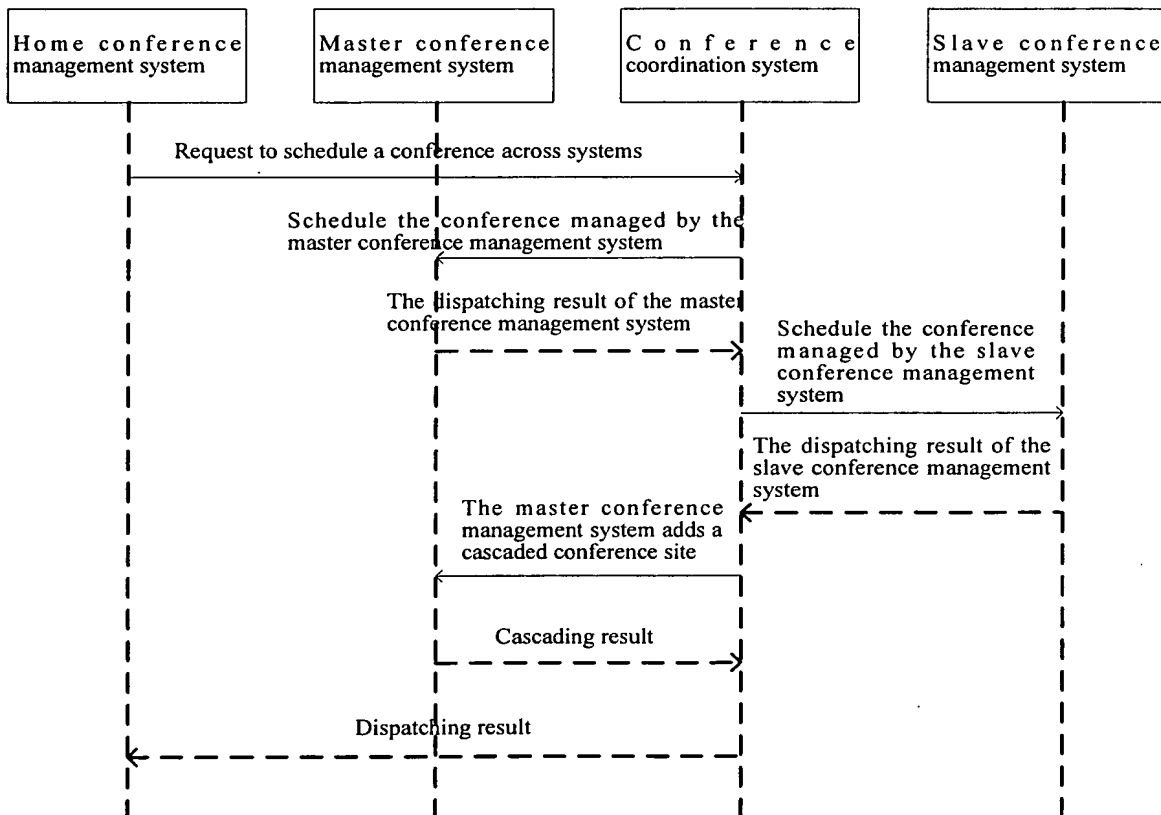 Home conference
management system
Master conference
management system
Conference
coordination system
Slave conference
management system
Request to schedule a conference across systems
Schedule the conference managed by the
master conference management system
The dispatching result of the master
conference management system
Schedule the conference
managed by the slave
conference management
system
The dispatching result of the
slave conference management
system
The master conference
management system adds a
cascaded conference site
Cascading result
Dispatching result